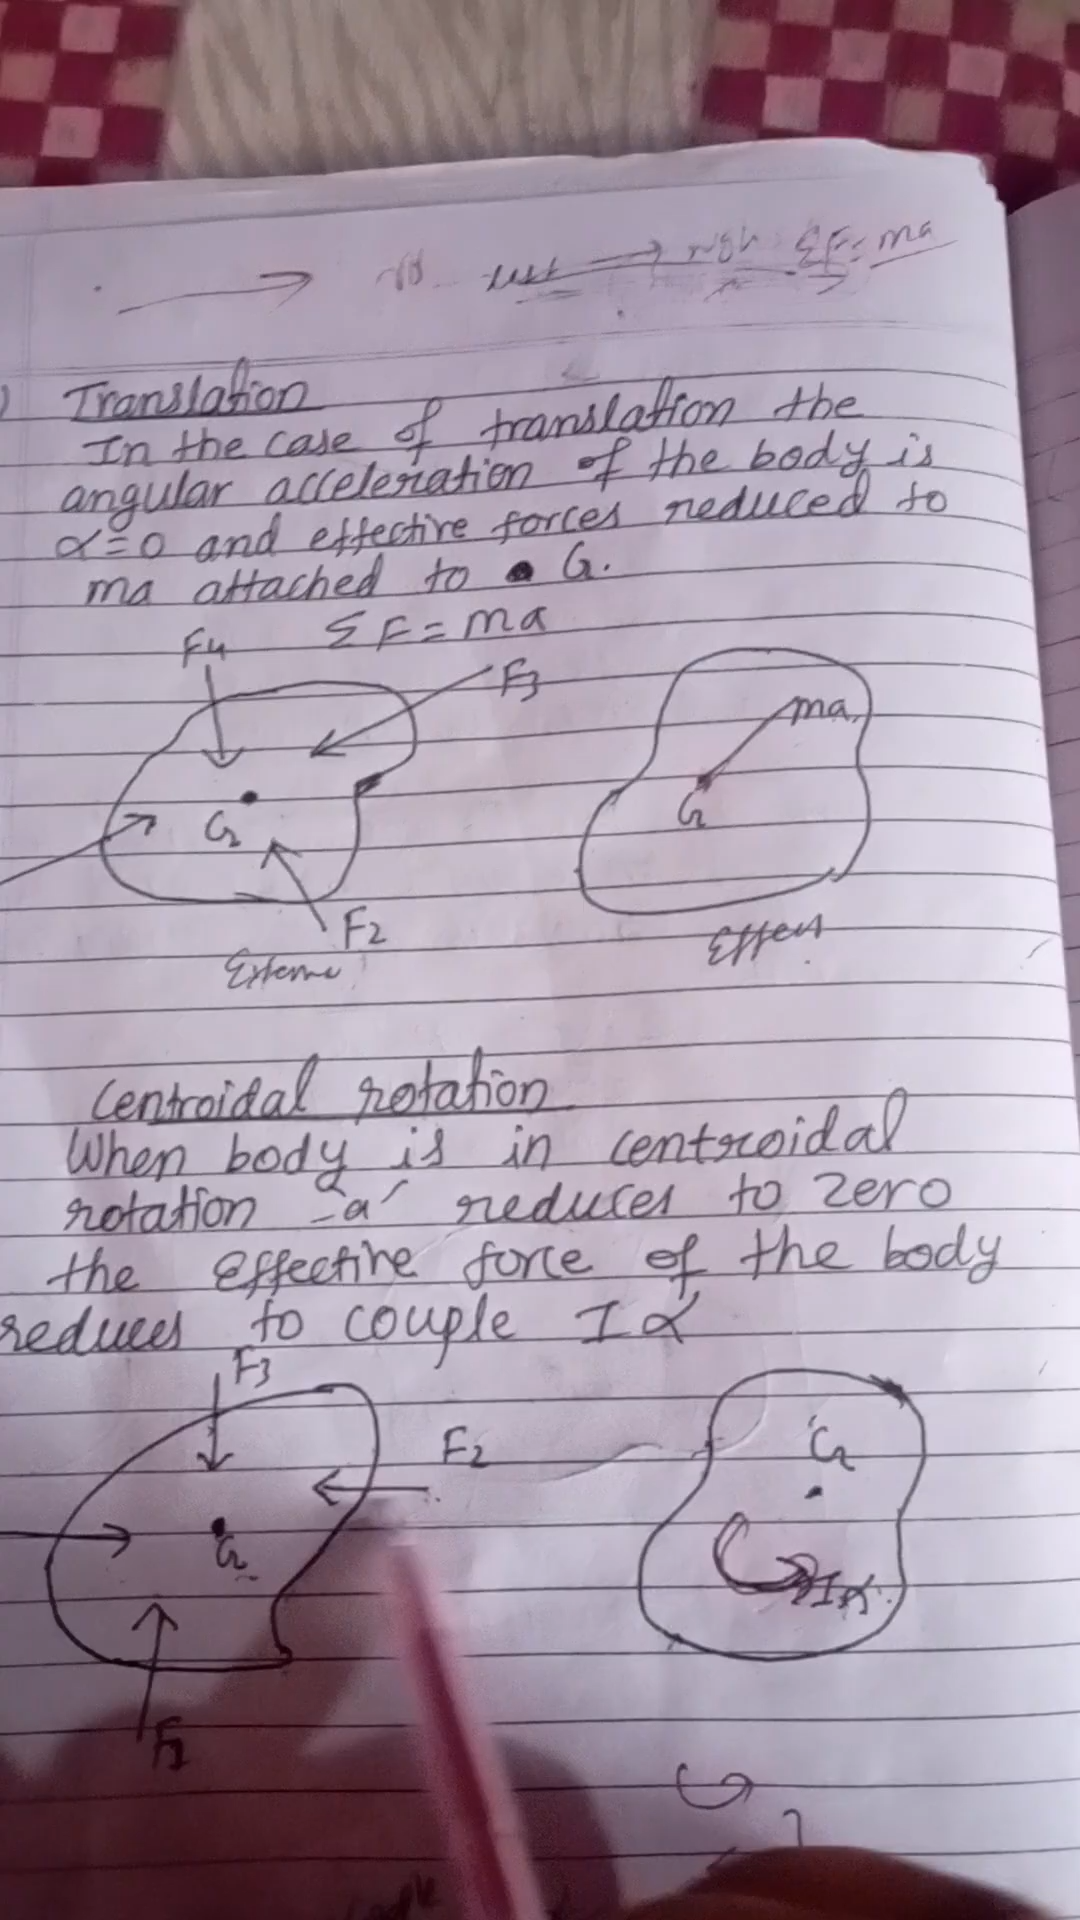 ΣF=ma
Translation
In the case of translation the
angular acceleration of the body is
α=0 and effective forces reduced to
ma attached to G.
ΣF=ma
F4
F3
ma
G
G
F2
Effect
Centroidal rotation
When body is in centroidal
rotation -a' reduces to zero
the effective force of the body
reduces to couple Iα
F3
F2
G
G
Iα
F1